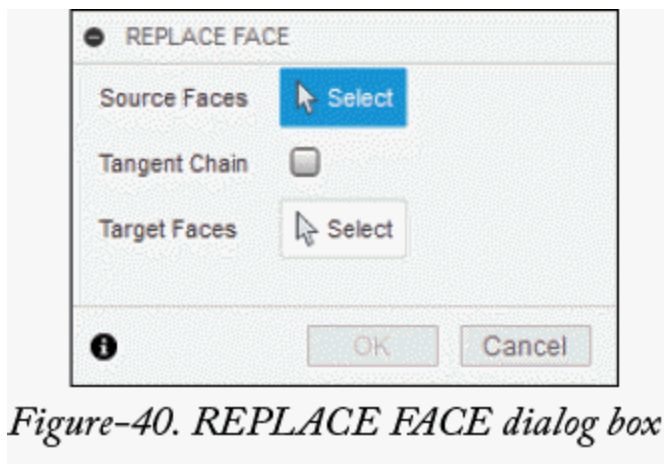 REPLACE FACE
Source Faces Select
Tangent Chain
Target Faces Select
OK Cancel
Figure-40. REPLACE FACE dialog box